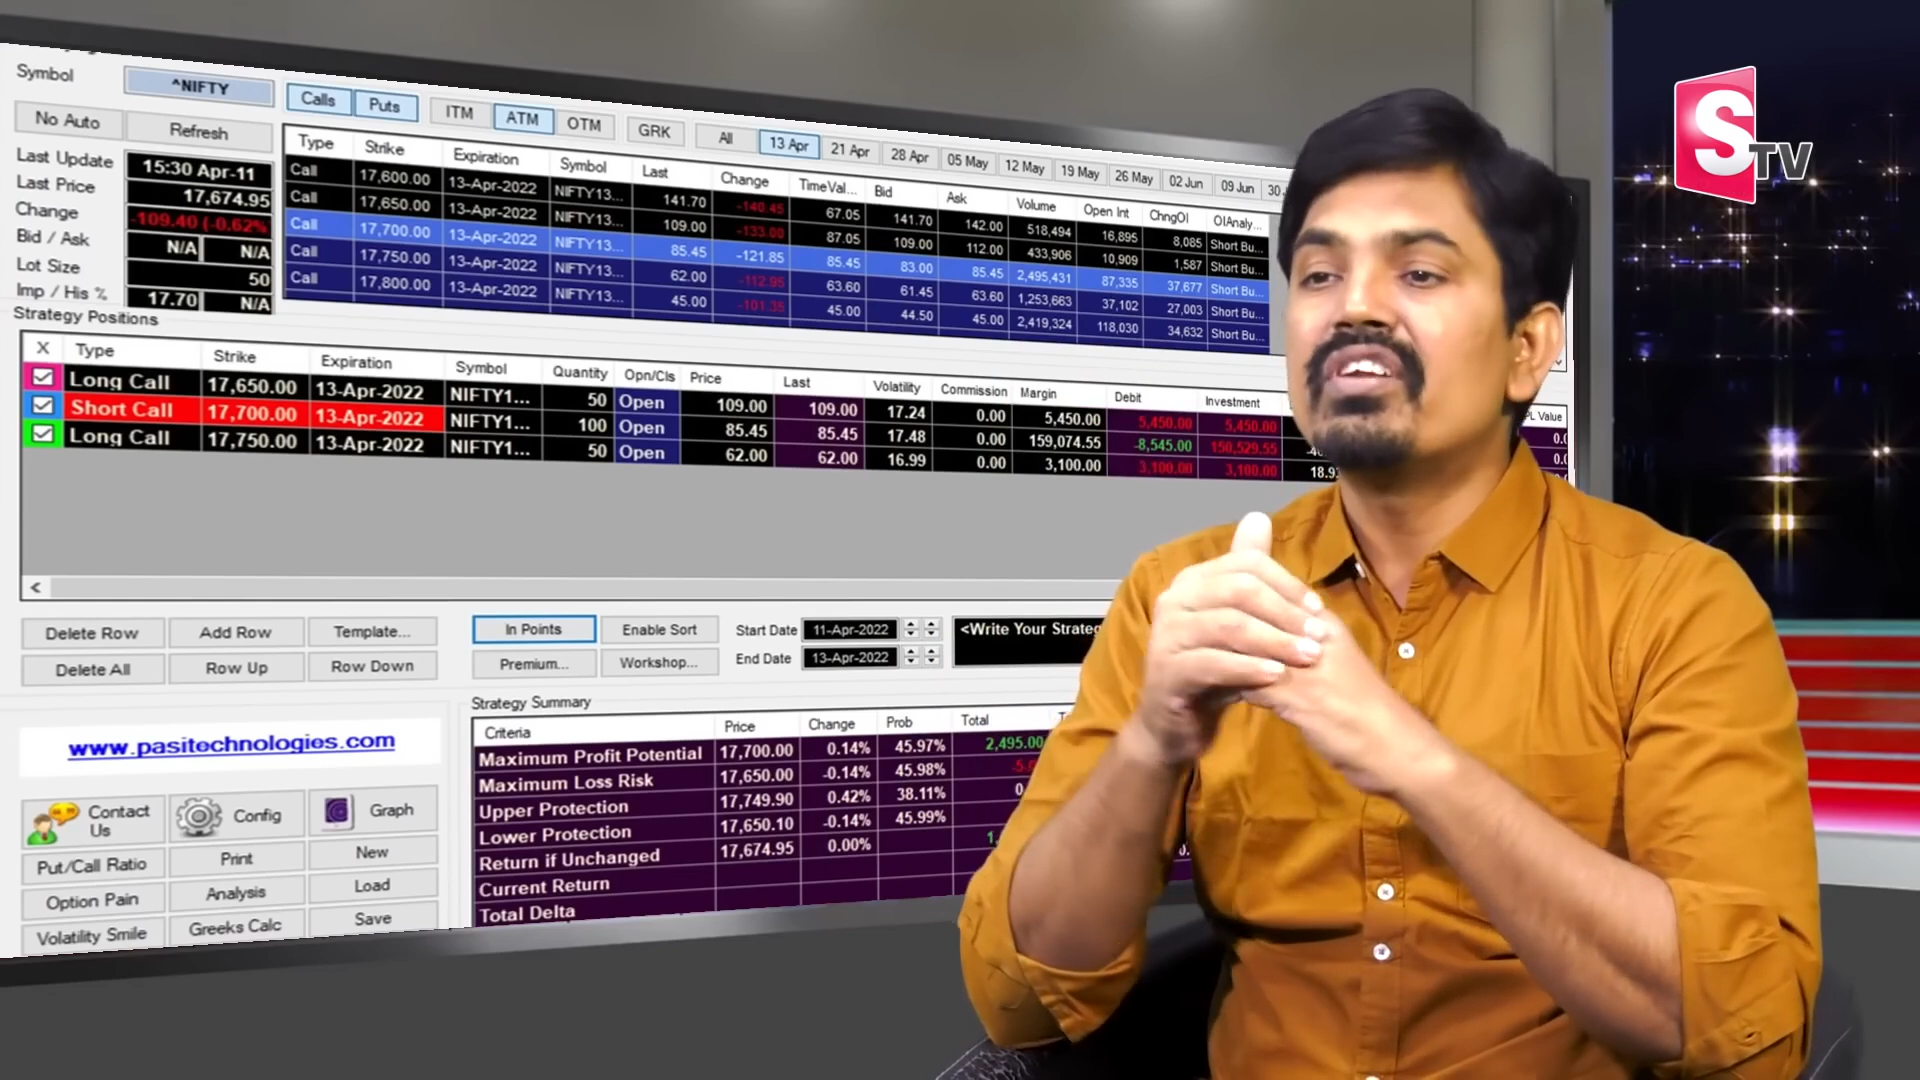 STV
Symbol ^NIFTY
No Auto Refresh
Last Update 15:30 Apr-11
Last Price 17,674.95
Change -109.40 (-0.62%
Bid / Ask N/A N/A
Lot Size 50
Imp / His % 17.70 N/A
Calls Puts ITM ATM OTM GRK All 13 Apr 21 Apr 28 Apr 05 May 12 May 19 May 26 May 02 Jun 09 Jun 30
Type Strike Expiration Symbol Last Change TimeVal... Bid Ask Volume Open Int ChngOI OIAnaly...
Call 17,600.00 13-Apr-2022 NIFTY13... 141.70 -140.45 67.05 141.70 142.00 518,494 16,895 8,085 Short Bu...
Call 17,650.00 13-Apr-2022 NIFTY13... 109.00 -133.00 87.05 109.00 112.00 433,906 10,909 1,587 Short Bu...
Call 17,700.00 13-Apr-2022 NIFTY13... 85.45 -121.85 85.45 83.00 85.45 2,495,431 87,335 37,677 Short Bu...
Call 17,750.00 13-Apr-2022 NIFTY13... 62.00 -112.95 63.60 61.45 63.60 1,253,663 37,102 27,003 Short Bu...
Call 17,800.00 13-Apr-2022 NIFTY13... 45.00 -101.35 45.00 44.50 45.00 2,419,324 118,030 34,632 Short Bu...
Strategy Positions
X Type Strike Expiration Symbol Quantity Opn/Cls Price Last Volatility Commission Margin Debit Investment PL Value
Long Call 17,650.00 13-Apr-2022 NIFTY1... 50 Open 109.00 109.00 17.24 0.00 5,450.00 5,450.00 5,450.00 0.0
Short Call 17,700.00 13-Apr-2022 NIFTY1... 100 Open 85.45 85.45 17.48 0.00 159,074.55 -8,545.00 150,529.55 0.0
Long Call 17,750.00 13-Apr-2022 NIFTY1... 50 Open 62.00 62.00 16.99 0.00 3,100.00 3,100.00 3,100.00 18.9
Delete Row Add Row Template... In Points Enable Sort Start Date 11-Apr-2022 <Write Your Strateg
Delete All Row Up Row Down Premium... Workshop... End Date 13-Apr-2022
www.pasitechnologies.com
Contact Us Config Graph
Put/Call Ratio Print New
Option Pain Analysis Load
Volatility Smile Greeks Calc Save
Strategy Summary
Criteria Price Change Prob Total
Maximum Profit Potential 17,700.00 0.14% 45.97% 2,495.00
Maximum Loss Risk 17,650.00 -0.14% 45.98% -5.0
Upper Protection 17,749.90 0.42% 38.11% 0
Lower Protection 17,650.10 -0.14% 45.99%
Return if Unchanged 17,674.95 0.00% 1, 0.
Current Return
Total Delta